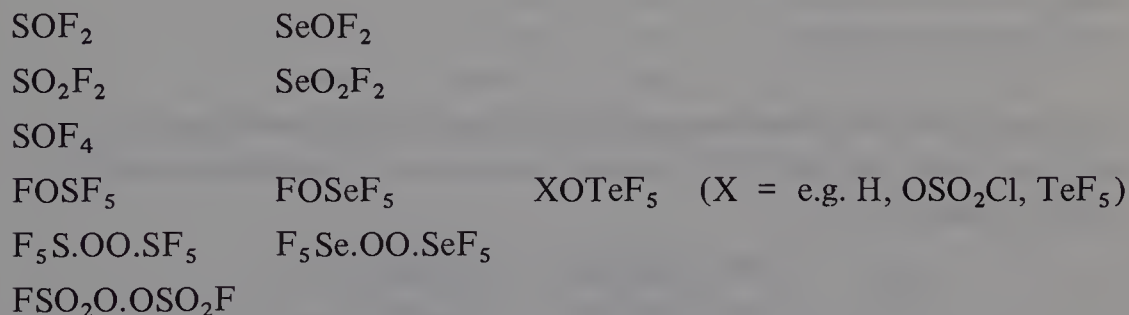 SOF₂ SeOF₂
SO₂F₂ SeO₂F₂
SOF₄
FOSF₅ FOSeF₅ XOTeF₅ (X = e.g. H, OSO₂Cl, TeF₅)
F₅S.OO.SF₅ F₅Se.OO.SeF₅
FSO₂O.OSO₂F